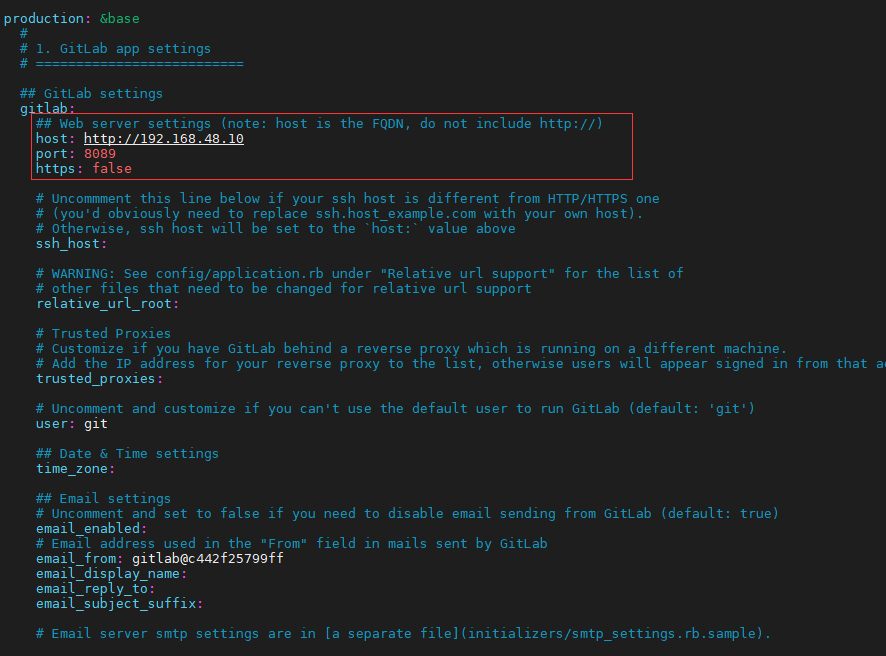 production: &base
  #
  # 1. GitLab app settings
  # ==========================

  ## GitLab settings
  gitlab:
    ## Web server settings (note: host is the FQDN, do not include http://)
    host: http://192.168.48.10
    port: 8089
    https: false

    # Uncommment this line below if your ssh host is different from HTTP/HTTPS one
    # (you'd obviously need to replace ssh.host_example.com with your own host).
    # Otherwise, ssh host will be set to the `host:` value above
    ssh_host:

    # WARNING: See config/application.rb under "Relative url support" for the list of
    # other files that need to be changed for relative url support
    relative_url_root:

    # Trusted Proxies
    # Customize if you have GitLab behind a reverse proxy which is running on a different machine.
    # Add the IP address for your reverse proxy to the list, otherwise users will appear signed in from that
    trusted_proxies:

    # Uncomment and customize if you can't use the default user to run GitLab (default: 'git')
    user: git

    ## Date & Time settings
    time_zone:

    ## Email settings
    # Uncomment and set to false if you need to disable email sending from GitLab (default: true)
    email_enabled:
    # Email address used in the "From" field in mails sent by GitLab
    email_from: gitlab@c442f25799ff
    email_display_name:
    email_reply_to:
    email_subject_suffix:

    # Email server smtp settings are in [a separate file](initializers/smtp_settings.rb.sample).